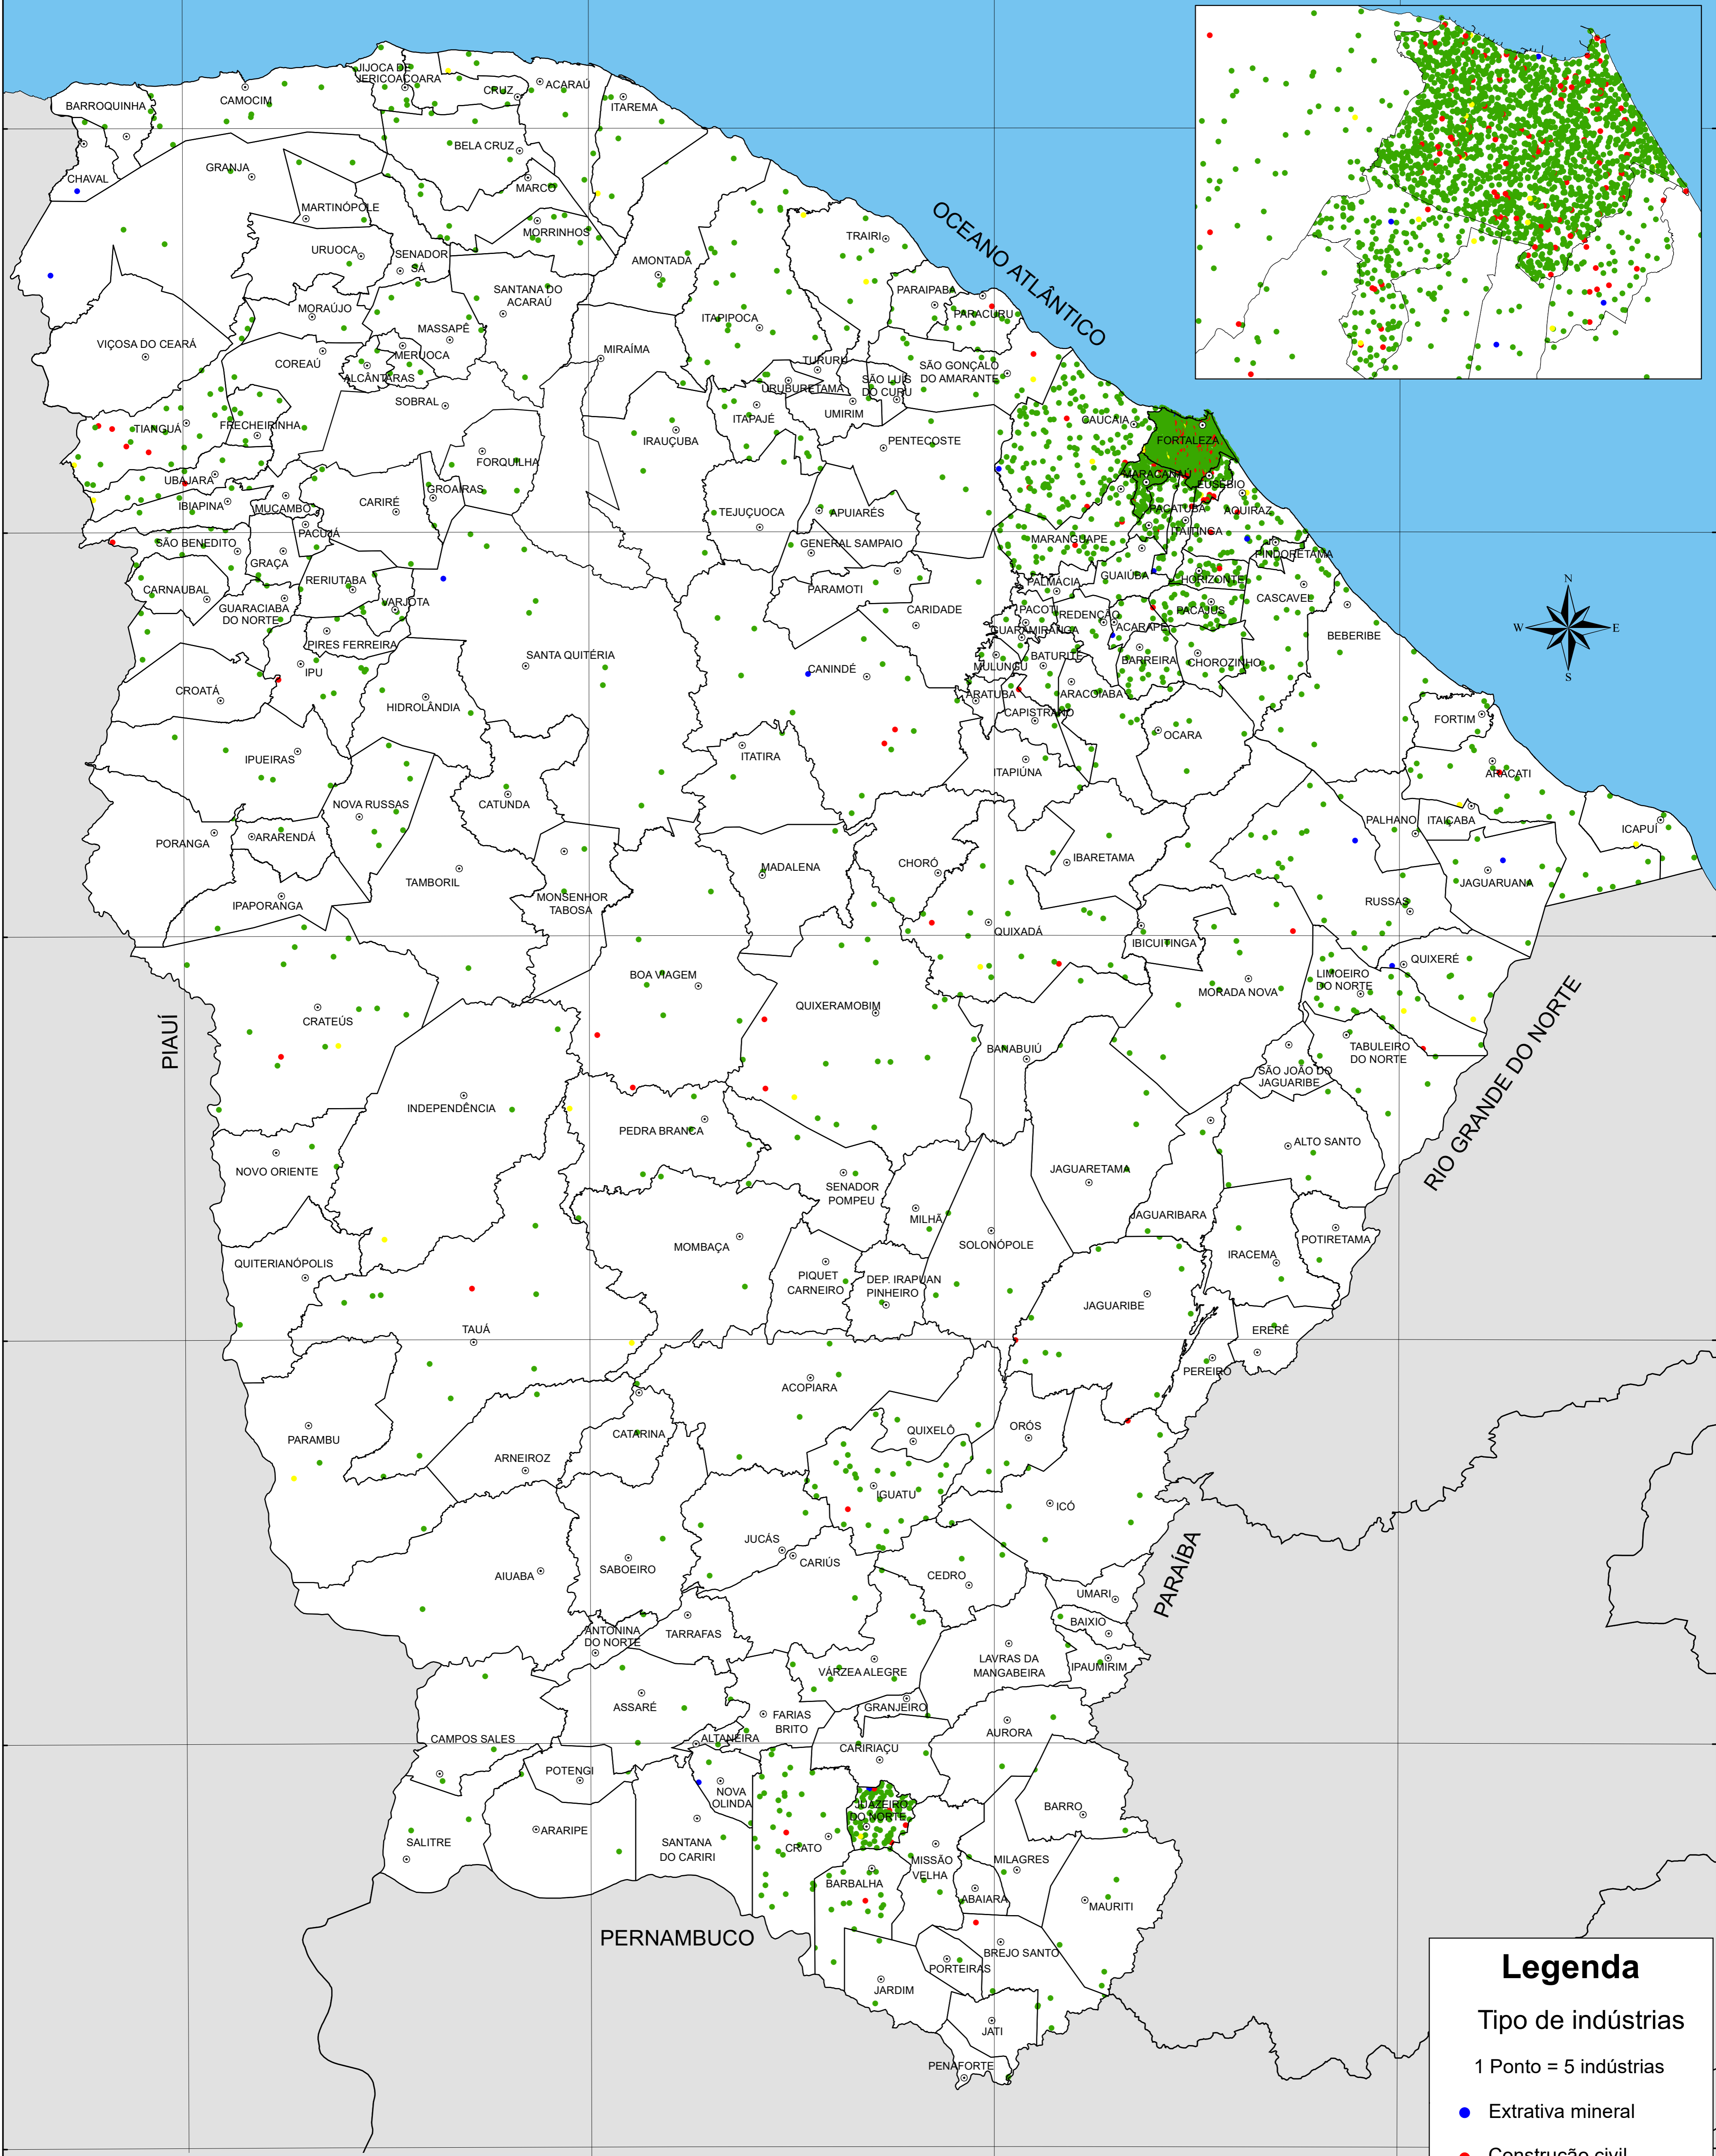 JIJOCA DE
JERICOACOARA
CRUZ
ACARAÚ
BARROQUINHA
CAMOCIM
ITAREMA
BELA CRUZ
GRANJA
CHAVAL
MARCO
MARTINÓPOLE
MORRINHOS
OCEANO ATLÂNTICO
TRAIRI
URUOCA
SENADOR
SÁ
AMONTADA
SANTANA DO
ACARAÚ
PARAIPABA
MORAÚJO
PARACURU
ITAPIPOCA
MASSAPÊ
VIÇOSA DO CEARÁ
MIRAÍMA
MERUOCA
COREAÚ
TURURU
SÃO GONÇALO
DO AMARANTE
ALCÂNTARAS
SÃO LUÍS
DO CURU
URUBURETAMA
SOBRAL
UMIRIM
ITAPAJÉ
CAUCAIA
TIANGUÁ
FRECHEIRINHA
IRAUÇUBA
PENTECOSTE
FORTALEZA
FORQUILHA
MARACANAÚ
UBAJARA
EUSÉBIO
GROAÍRAS
IBIAPINA
MUCAMBO
CARIRÉ
TEJUÇUOCA
APUIARÉS
PACATUBA
AQUIRAZ
PACUJÁ
ITAITINGA
SÃO BENEDITO
GENERAL SAMPAIO
MARANGUAPE
PINDORETAMA
GRAÇA
CARNAUBAL
RERIUTABA
PARAMOTI
PALMÁCIA
GUAIÚBA
HORIZONTE
N
VARJOTA
GUARACIABA
DO NORTE
CARIDADE
PACOTI
REDENÇÃO
PACAJUS
CASCAVEL
W
E
GUARAMIRANGA
ACARAPE
BEBERIBE
PIRES FERREIRA
SANTA QUITÉRIA
BATURITÉ
BARREIRA
CHOROZINHO
MULUNGU
S
IPU
CANINDÉ
CROATÁ
ARATUBA
ARACOIABA
HIDROLÂNDIA
CAPISTRANO
FORTIM
OCARA
IPUEIRAS
ITATIRA
ITAPIÚNA
ARACATI
NOVA RUSSAS
CATUNDA
PALHANO
ITAIÇABA
ICAPUÍ
PORANGA
ARARENDÁ
IBARETAMA
CHORÓ
MADALENA
TAMBORIL
JAGUARUANA
MONSENHOR
TABOSA
IPAPORANGA
RUSSAS
QUIXADÁ
IBICUITINGA
QUIXERÉ
BOA VIAGEM
LIMOEIRO
DO NORTE
MORADA NOVA
QUIXERAMOBIM
CRATEÚS
PIAUÍ
BANABUIÚ
TABULEIRO
DO NORTE
SÃO JOÃO DO
JAGUARIBE
RIO GRANDE DO NORTE
INDEPENDÊNCIA
PEDRA BRANCA
ALTO SANTO
NOVO ORIENTE
JAGUARETAMA
SENADOR
POMPEU
MILHÃ
JAGUARIBARA
SOLONÓPOLE
POTIRETAMA
MOMBAÇA
IRACEMA
QUITERIANÓPOLIS
PIQUET
CARNEIRO
DEP. IRAPUAN
PINHEIRO
JAGUARIBE
TAUÁ
ERERÊ
PEREIRO
ACOPIARA
ORÓS
QUIXELÔ
CATARINA
PARAMBU
ARNEIROZ
IGUATU
ICÓ
JUCÁS
CARIÚS
SABOEIRO
AIUABA
CEDRO
UMARI
PARAÍBA
BAIXIO
ANTONINA
DO NORTE
TARRAFAS
LAVRAS DA
MANGABEIRA
IPAUMIRIM
VÁRZEA ALEGRE
ASSARÉ
GRANJEIRO
FARIAS
BRITO
AURORA
CAMPOS SALES
ALTANEIRA
CARIRIAÇU
POTENGI
NOVA
OLINDA
JUAZEIRO
DO NORTE
BARRO
ARARIPE
SALITRE
SANTANA
DO CARIRI
CRATO
MISSÃO
VELHA
MILAGRES
BARBALHA
ABAIARA
MAURITI
PERNAMBUCO
BREJO SANTO
PORTEIRAS
JARDIM
JATI
PENAFORTE
Legenda
Tipo de indústrias
1 Ponto = 5 indústrias
Extrativa mineral
Construção civil